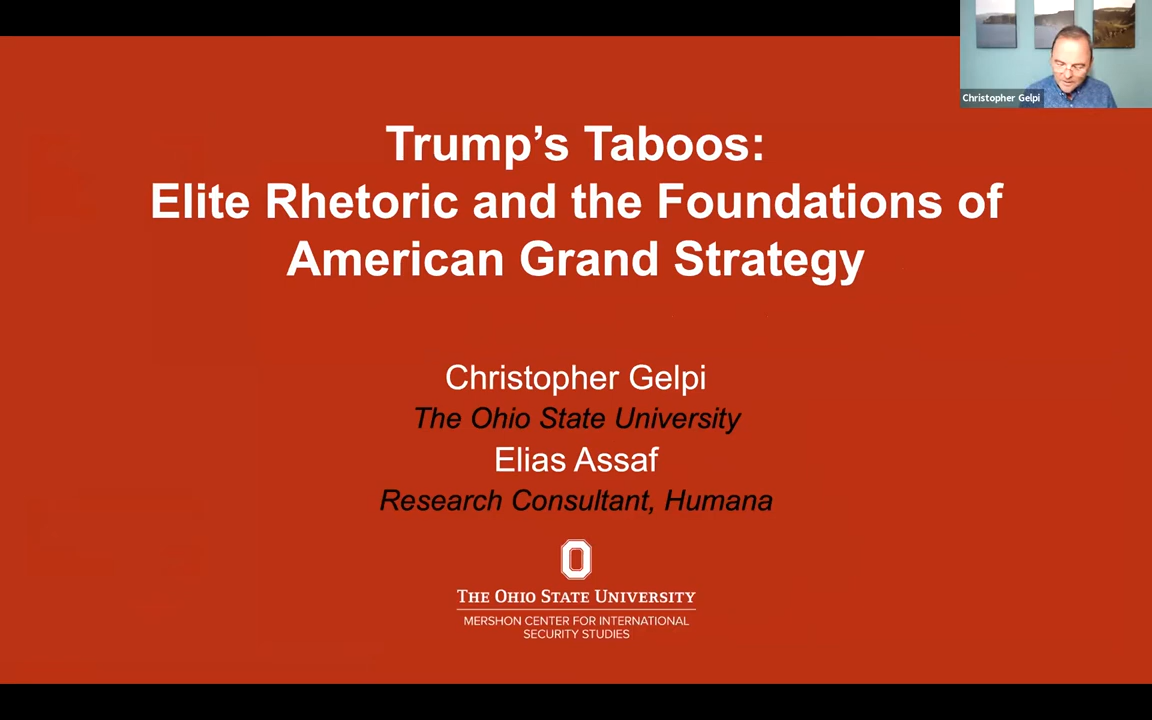 Christopher Gelpi
Trump’s Taboos:
Elite Rhetoric and the Foundations of
American Grand Strategy
Christopher Gelpi
The Ohio State University
Elias Assaf
Research Consultant, Humana
THE OHIO STATE UNIVERSITY
MERSHON CENTER FOR INTERNATIONAL
SECURITY STUDIES